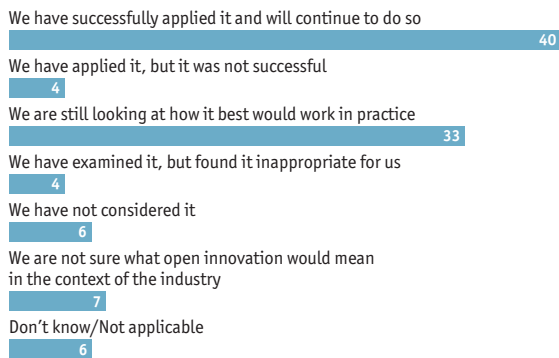 We have successfully applied it and will continue to do so
40
We have applied it, but it was not successful
4
We are still looking at how it best would work in practice
33
We have examined it, but found it inappropriate for us
4
We have not considered it
6
We are not sure what open innovation would mean
in the context of the industry
7
Don’t know/Not applicable
6